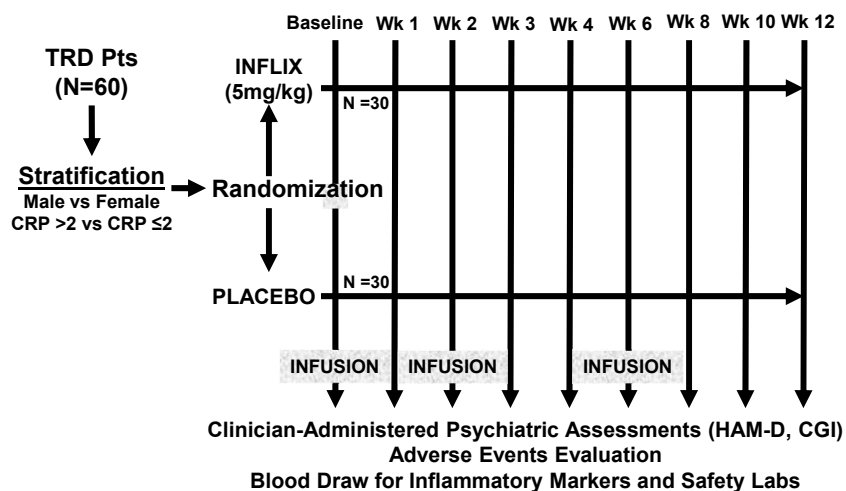 Baseline Wk 1 Wk 2 Wk 3 Wk 4 Wk 6 Wk 8 Wk 10 Wk 12
TRD Pts
(N=60)
INFLIX
(5mg/kg)
N =30
Stratification
Male vs Female
CRP >2 vs CRP ≤2
Randomization
N =30
PLACEBO
INFUSION INFUSION INFUSION
Clinician-Administered Psychiatric Assessments (HAM-D, CGI)
Adverse Events Evaluation
Blood Draw for Inflammatory Markers and Safety Labs